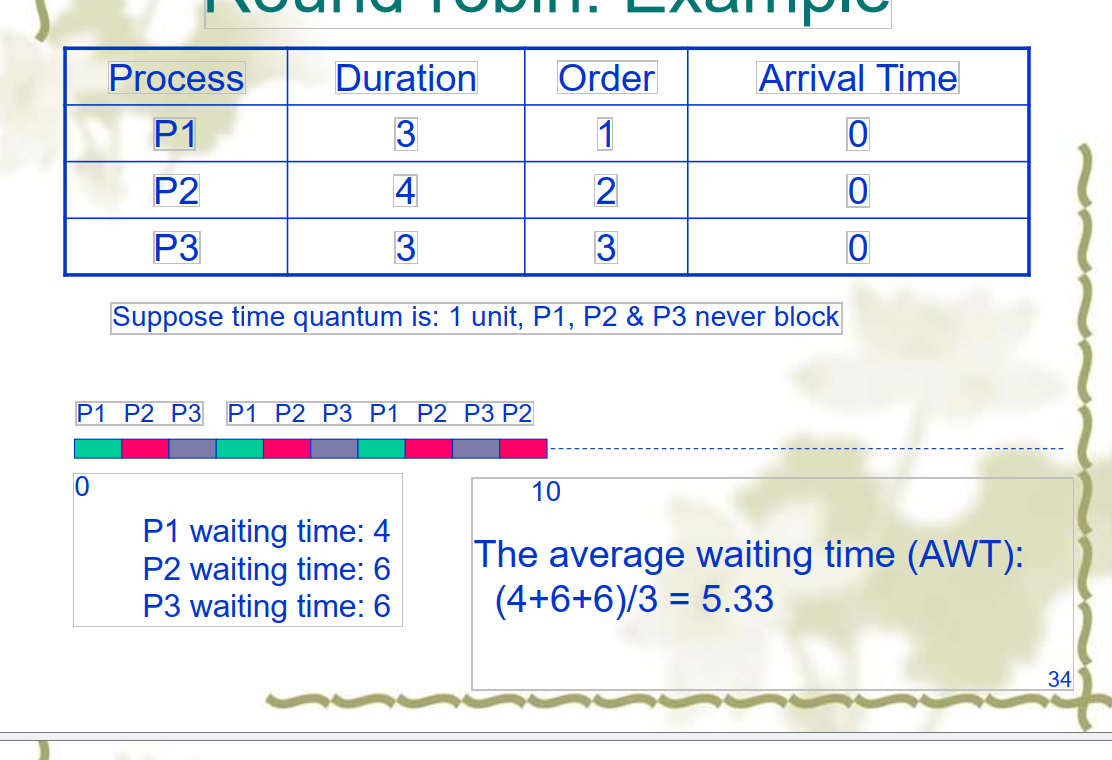 Round robin: Example
Process Duration Order Arrival Time
P1 3 1 0
P2 4 2 0
P3 3 3 0
Suppose time quantum is: 1 unit, P1, P2 & P3 never block
P1 P2 P3 P1 P2 P3 P1 P2 P3 P2
0
10
P1 waiting time: 4
P2 waiting time: 6
P3 waiting time: 6
The average waiting time (AWT):
(4+6+6)/3 = 5.33
34